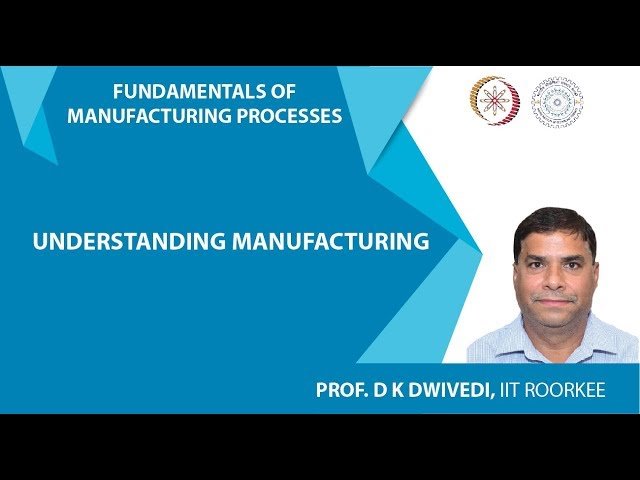 FUNDAMENTALS OF
MANUFACTURING PROCESSES
UNDERSTANDING MANUFACTURING
PROF. D K DWIVEDI, IIT ROORKEE